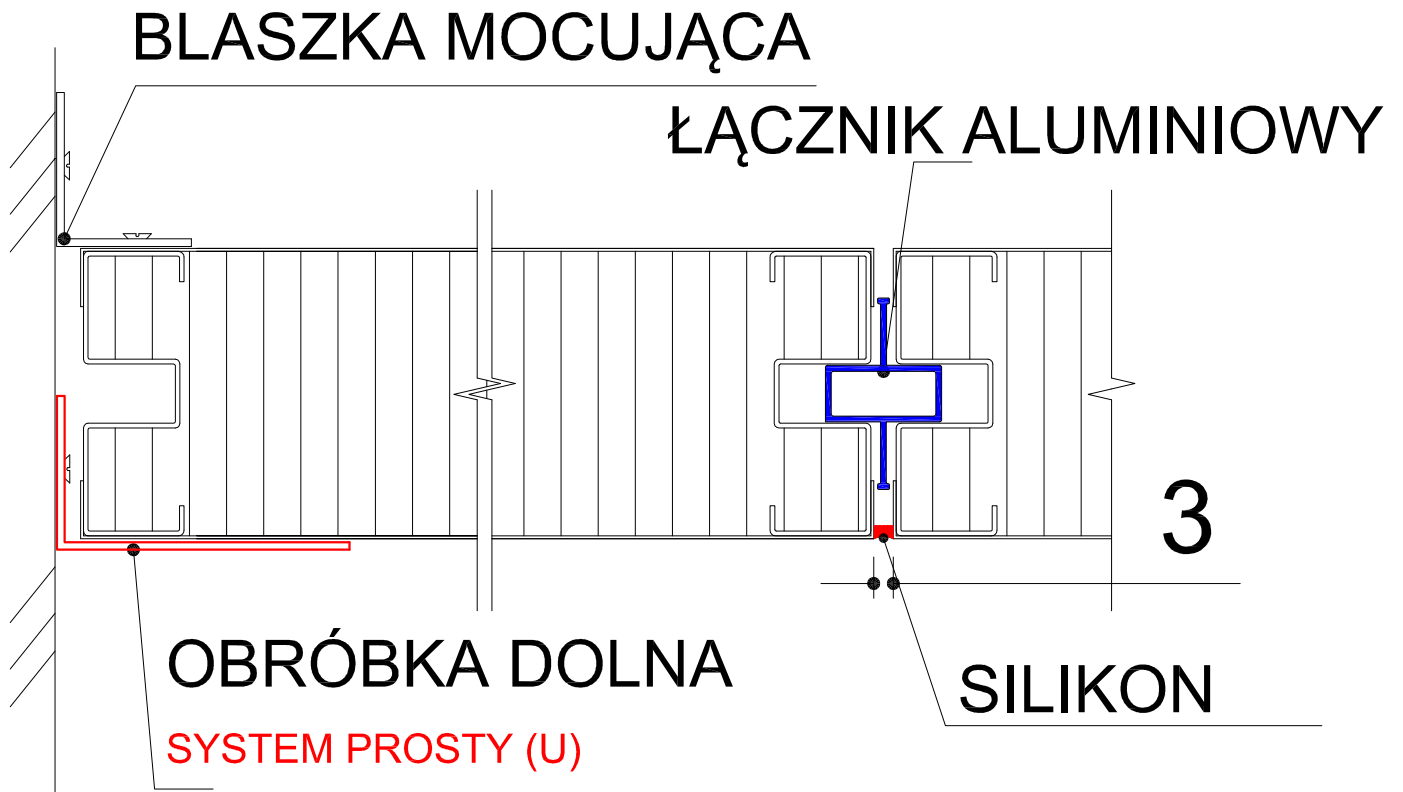 BLASZKA MOCUJĄCA
ŁĄCZNIK ALUMINIOWY
3
OBRÓBKA DOLNA
SYSTEM PROSTY (U)
SILIKON